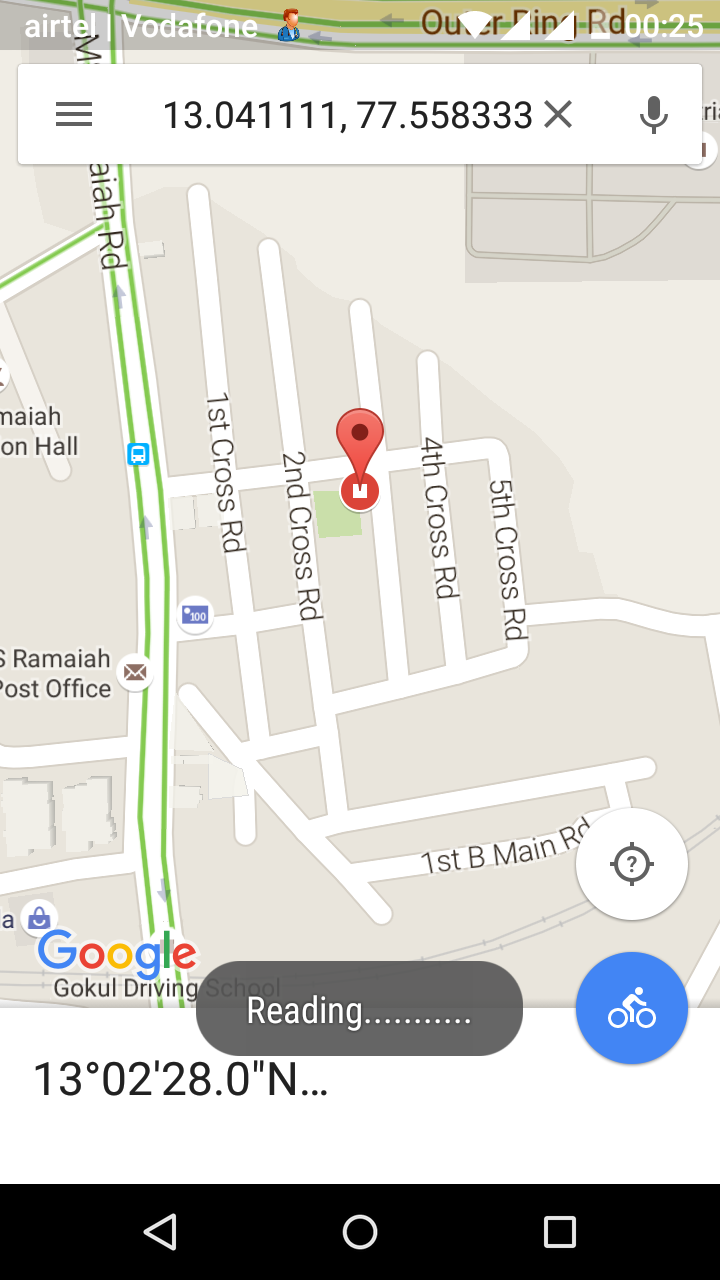 airtel | Vodafone
Outer Ring Rd
00:25
13.041111, 77.558333
aiah Rd
maiah
on Hall
1st Cross Rd
2nd Cross Rd
4th Cross Rd
5th Cross Rd
100
S Ramaiah
Post Office
1st B Main Rd
?
Google
Gokul Driving School
Reading...........
13°02'28.0"N...